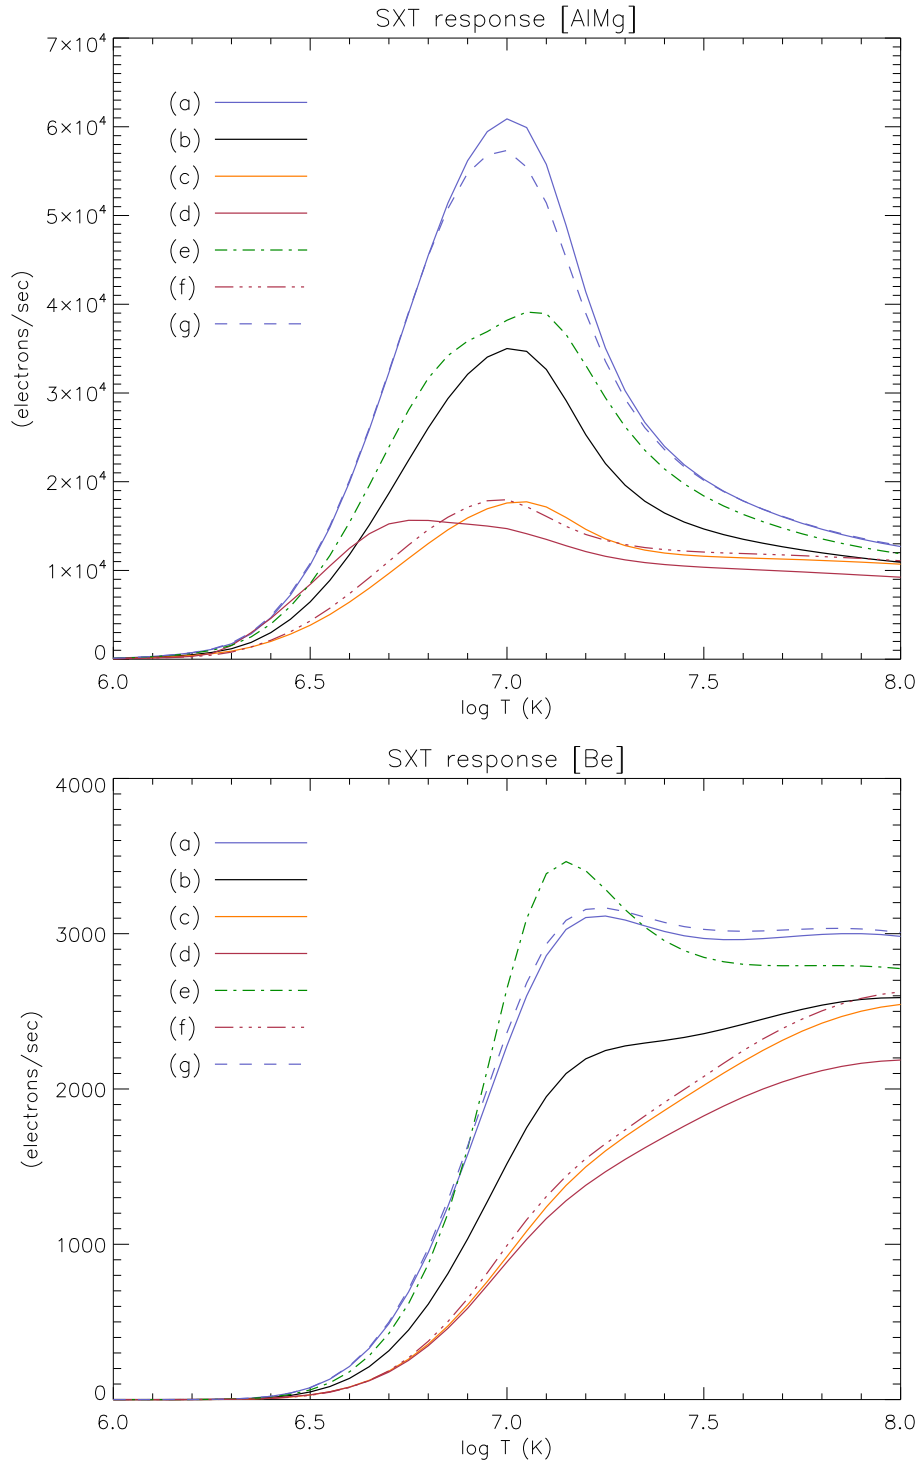 SXT response [AlMg]
7×10⁴
6×10⁴
5×10⁴
4×10⁴
3×10⁴
2×10⁴
1×10⁴
0
(electrons/sec)
(a)
(b)
(c)
(d)
(e)
(f)
(g)
6.0 6.5 7.0 7.5 8.0
log T (K)
SXT response [Be]
4000
3000
2000
1000
0
(electrons/sec)
(a)
(b)
(c)
(d)
(e)
(f)
(g)
6.0 6.5 7.0 7.5 8.0
log T (K)